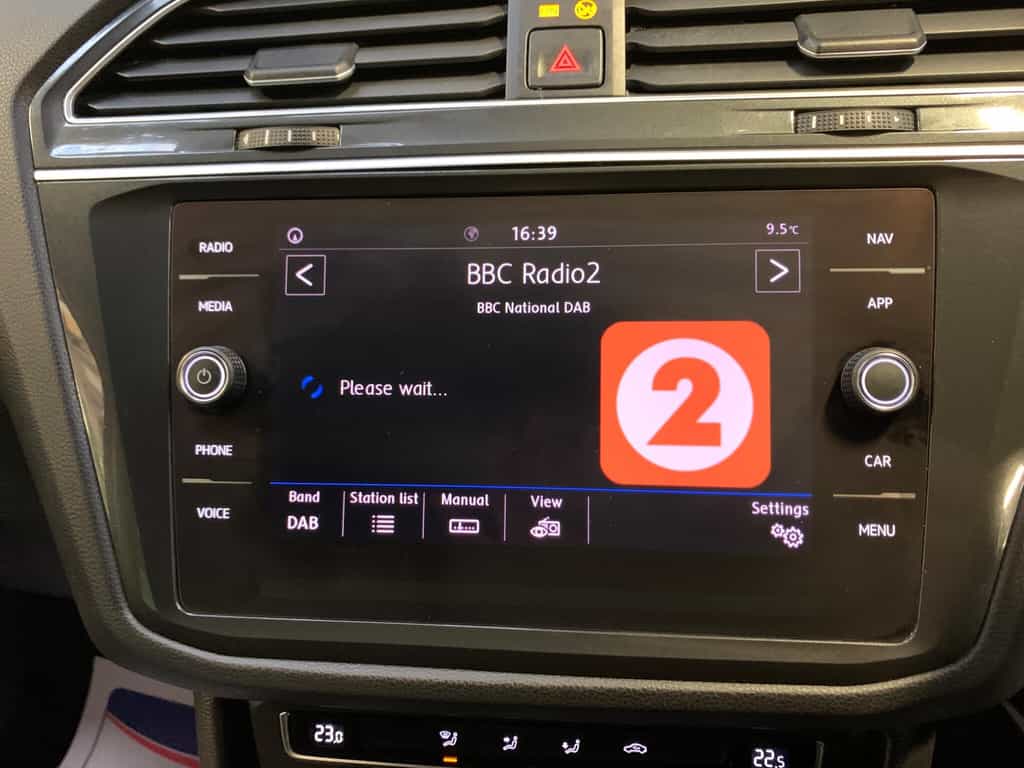 16:39
9.5°C
RADIO
NAV
BBC Radio2
BBC National DAB
MEDIA
APP
Please wait...
2
PHONE
CAR
VOICE
MENU
Band
Station list
Manual
View
Settings
DAB
23.0
22.5